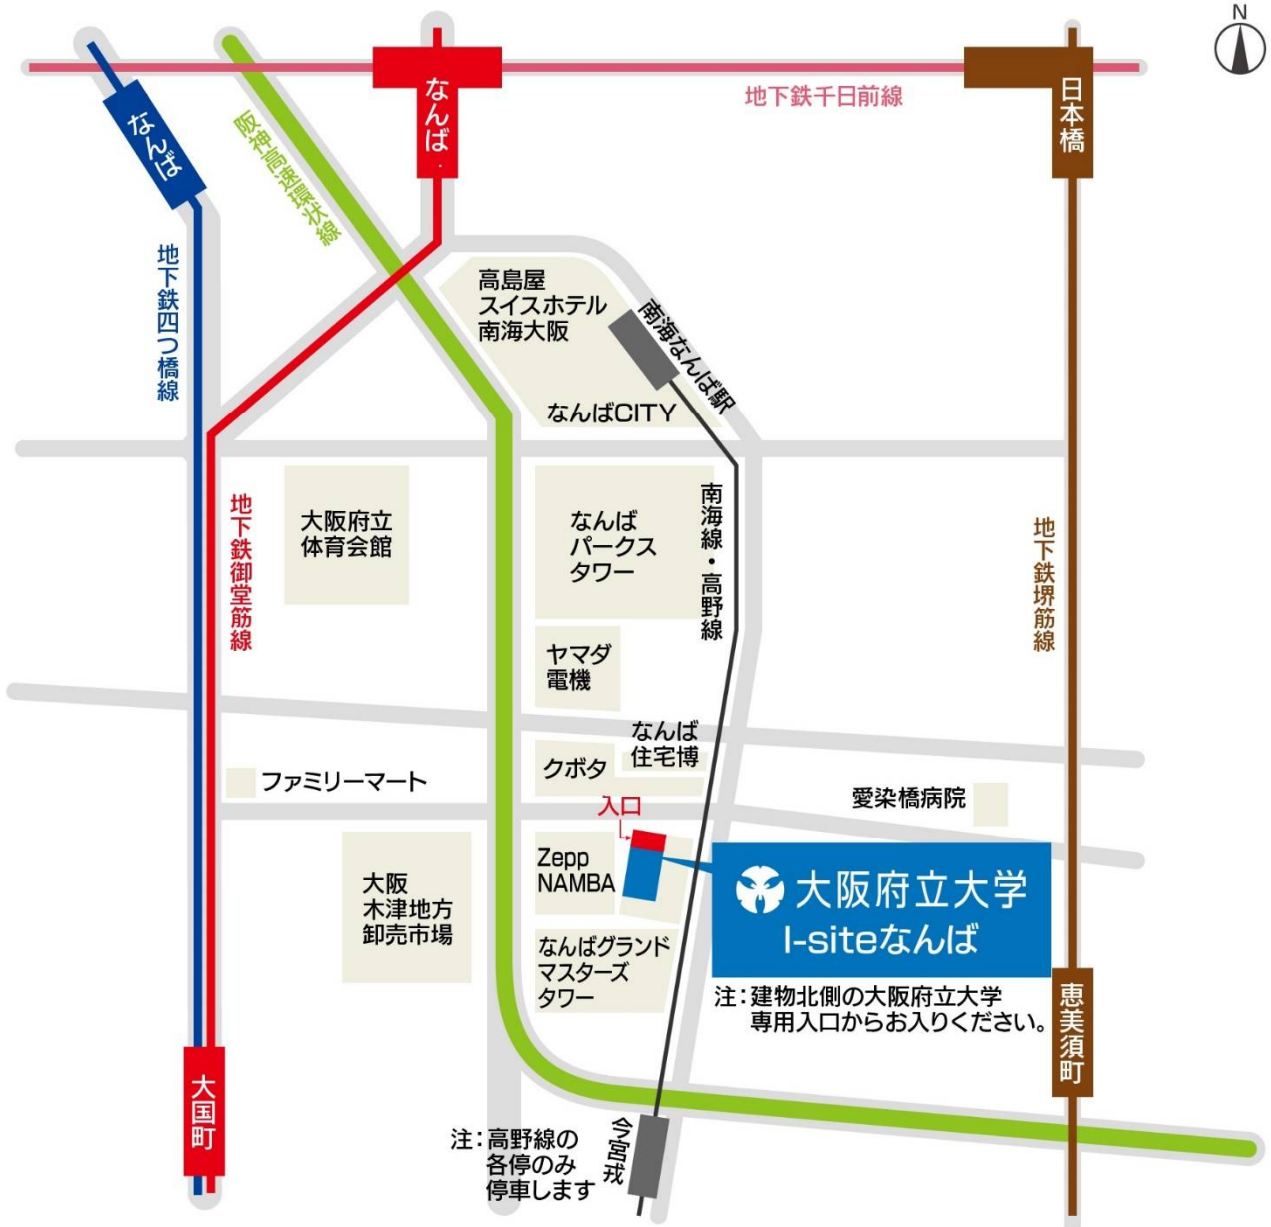 N
なんば
なんば
地下鉄千日前線
日本橋
阪神高速環状線
地下鉄四つ橋線
高島屋
スイスホテル
南海大阪
南海なんば駅
なんばCITY
地下鉄御堂筋線
大阪府立
体育会館
なんば
パークス
タワー
南海線・高野線
地下鉄堺筋線
ヤマダ
電機
なんば
住宅博
クボタ
ファミリーマート
入口
愛染橋病院
Zepp
NAMBA
大阪
木津地方
卸売市場
大阪府立大学
I-siteなんば
なんばグランド
マスターズ
タワー
注：建物北側の大阪府立大学
専用入口からお入りください。
恵美須町
大国町
注：高野線の
各停のみ
停車します
今宮戎